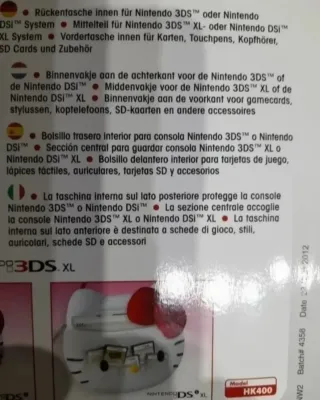 ● Rückentasche innen für Nintendo 3DS™ oder Nintendo
DSi™ System ● Mittelteil für Nintendo 3DS™ XL- oder Nintendo DSi™
XL System ● Vordertasche innen für Karten, Touchpens, Kopfhörer,
SD Cards und Zubehör
● Binnenvakje aan de achterkant voor de Nintendo 3DS™ of
de Nintendo DSi™ ● Middenvakje voor de Nintendo 3DS™ XL of de
Nintendo DSi™ XL ● Binnenvakje aan de voorkant voor gamecards,
stylussen, koptelefoons, SD-kaarten en andere accessoires
● Bolsillo trasero interior para consola Nintendo 3DS™ o Nintendo
DSi™ ● Sección central para guardar consola Nintendo 3DS™ XL o
Nintendo DSi™ XL ● Bolsillo delantero interior para tarjetas de juego,
lápices táctiles, auriculares, tarjetas SD y accesorios
● La taschina interna sul lato posteriore protegge la console
Nintendo 3DS™ o Nintendo DSi™ ● La sezione centrale accoglie
la console Nintendo 3DS™ XL o Nintendo DSi™ XL ● La taschina
interna sul lato anteriore è destinata a schede di gioco, stili,
auricolari, schede SD e accessori
3DS XL
NINTENDO DSi XL
Model
HK400
Batch# 4358 Date
2012